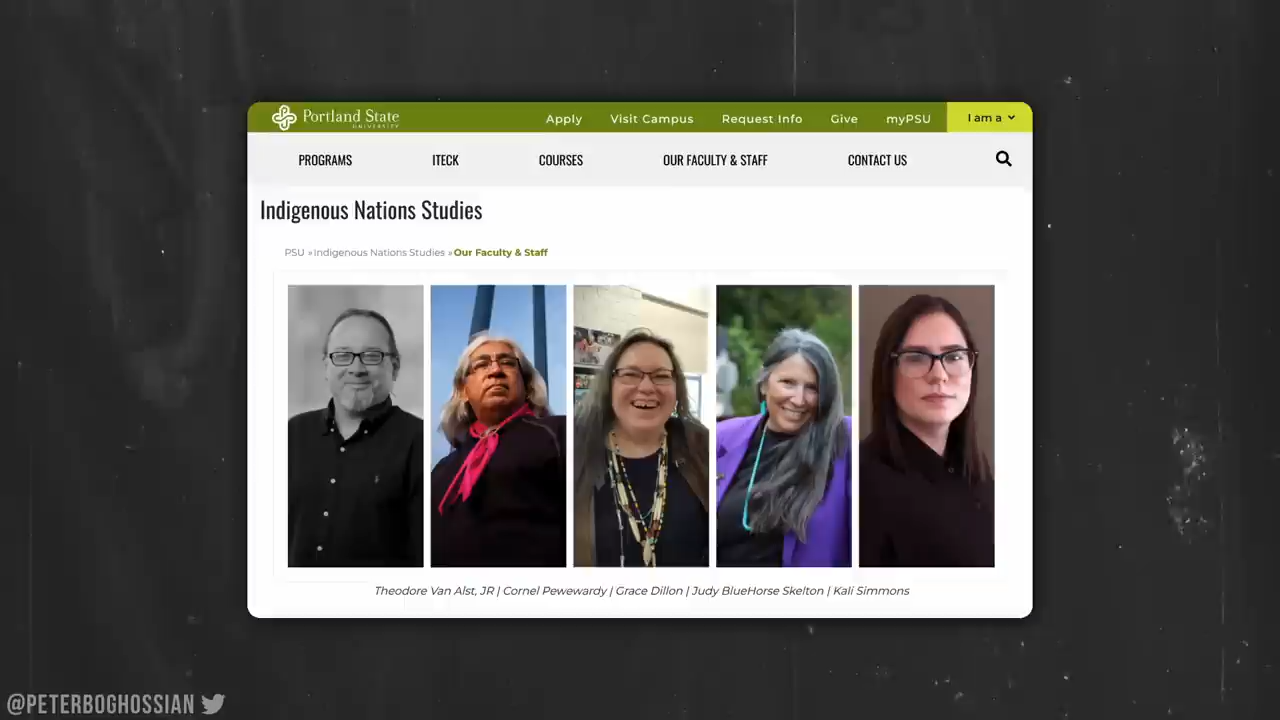 Portland State
UNIVERSITY
Apply Visit Campus Request Info Give myPSU I am a
PROGRAMS ITECK COURSES OUR FACULTY & STAFF CONTACT US
Indigenous Nations Studies
PSU »Indigenous Nations Studies »Our Faculty & Staff
Theodore Van Alst, JR | Cornel Pewewardy | Grace Dillon | Judy BlueHorse Skelton | Kali Simmons
@PETERBOGHOSSIAN